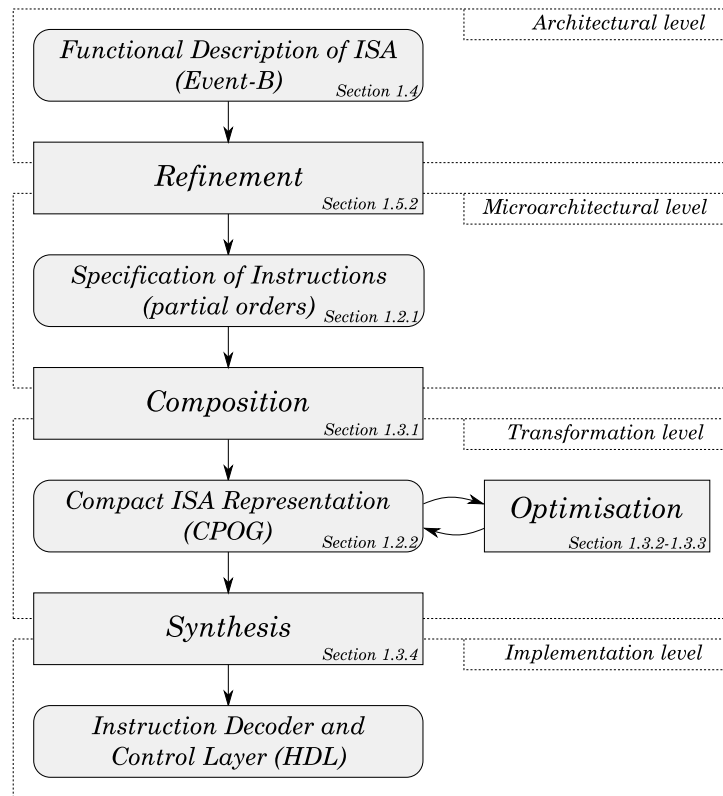 Architectural level
Functional Description of ISA
(Event-B)
Section 1.4
Refinement
Section 1.5.2
Microarchitectural level
Specification of Instructions
(partial orders)
Section 1.2.1
Composition
Section 1.3.1
Transformation level
Compact ISA Representation
(CPOG)
Section 1.2.2
Optimisation
Section 1.3.2-1.3.3
Synthesis
Section 1.3.4
Implementation level
Instruction Decoder and
Control Layer (HDL)